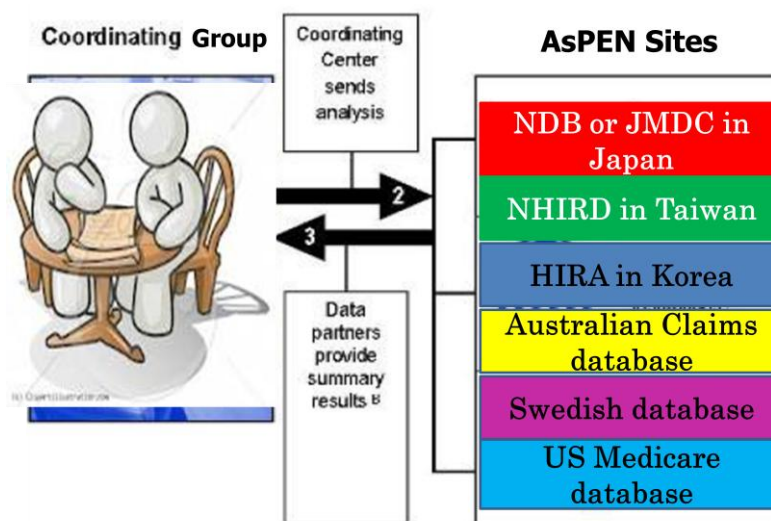 Coordinating Group
Coordinating
Center
sends
analysis
AsPEN Sites
NDB or JMDC in
Japan
NHIRD in Taiwan
HIRA in Korea
Australian Claims
database
Swedish database
US Medicare
database
2
3
Data
partners
provide
summary
results B